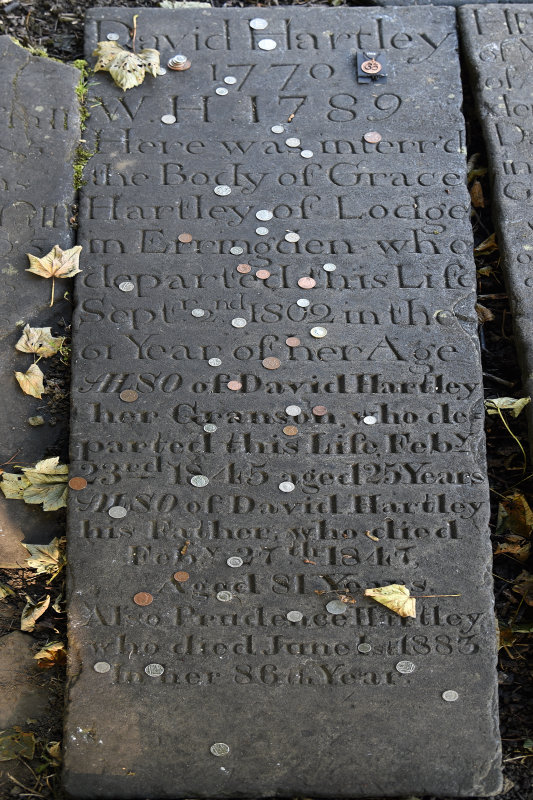 David Hartley
1770
W.H. 1789
Here was interr'd
the Body of Grace
Hartley of Lodge
in Erringden who
departed this Life
Septr. 2nd 1802 in the
61 Year of her Age
ALSO of David Hartley
her Granson, who de-
parted this Life, Feby.
23rd 1845 aged 25 Years
ALSO of David Hartley
his Father, who died
Feby. 27th 1847,
Aged 81 Years.
Also Prudence Hartley
who died June 1st 1883
in her 86th Year.